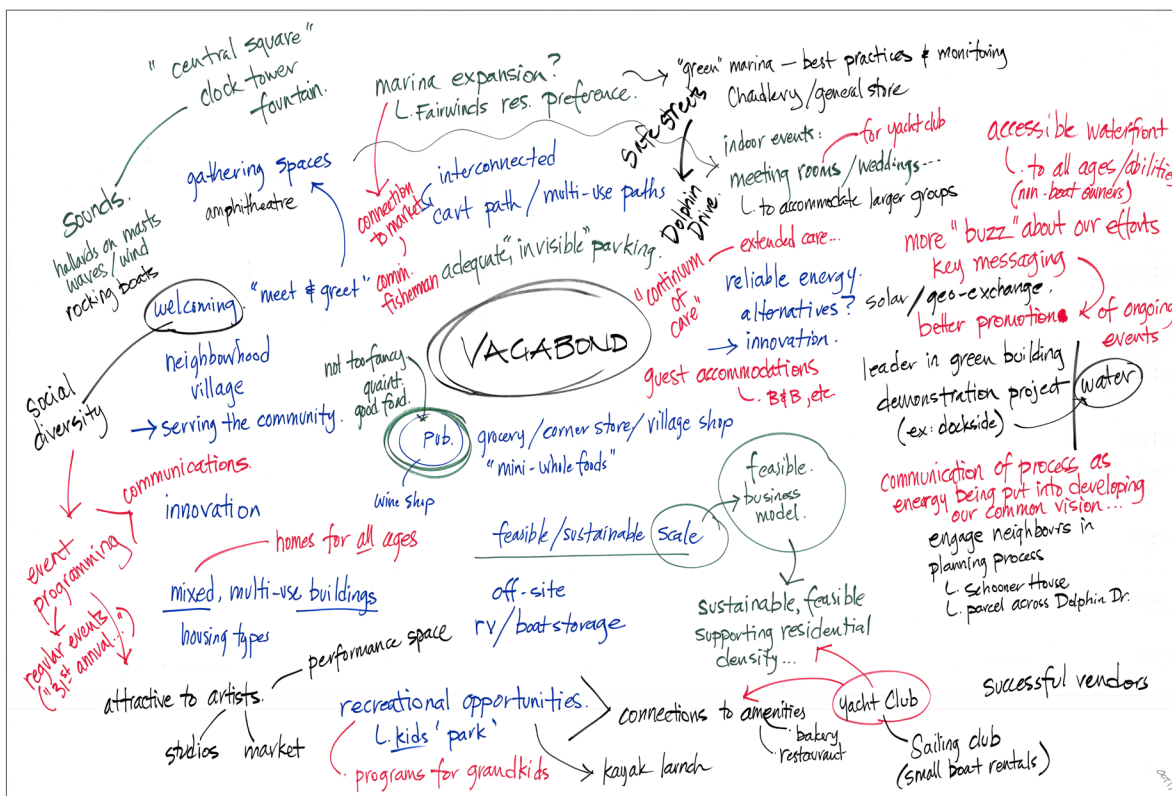 "central square"
clock tower
fountain.
sounds.
hallards on masts
waves/wind
rocking boats
marina expansion?
Fairwinds res. preference.
"green" marina — best practices & monitoring
Chandlery/general store
safe streets
Dolphin
Drive.
indoor events:
for yacht club
meeting rooms/weddings...
to accommodate larger groups
accessible waterfront
to all ages/abilities
(non-boat owners)
gathering spaces
amphitheatre
interconnected
cart path/multi-use paths
connection
to market
comm.
fisherman
adequate, "invisible" parking.
extended care...
"continuum
of
care"
reliable energy.
alternatives?
innovation.
more "buzz" about our efforts
key messaging
solar/geo-exchange.
better promotion
of ongoing
events
welcoming
"meet & greet"
neighbourhood
village
serving the community.
social
diversity
VAGABOND
guest accommodations
B&B, etc.
leader in green building
demonstration project
(ex: dockside)
water
not too fancy
quaint.
good food.
Pub.
wine shop
grocery/corner store/village shop
"mini-whole foods"
feasible.
business
model.
communications.
innovation
event
programming
regular events
("31st annual...")
homes for all ages
mixed, multi-use buildings
housing types
feasible/sustainable scale
off-site
rv/boat storage
communication of process as
energy being put into developing
our common vision...
engage neighbours in
planning process
Schooner House
parcel across Dolphin Dr.
sustainable, feasible
supporting residential
density...
performance space
attractive to artists.
studios
market
recreational opportunities.
kids' park'
programs for grandkids
kayak launch
connections to amenities
bakery
restaurant
yacht club
sailing club
(small boat rentals)
successful vendors